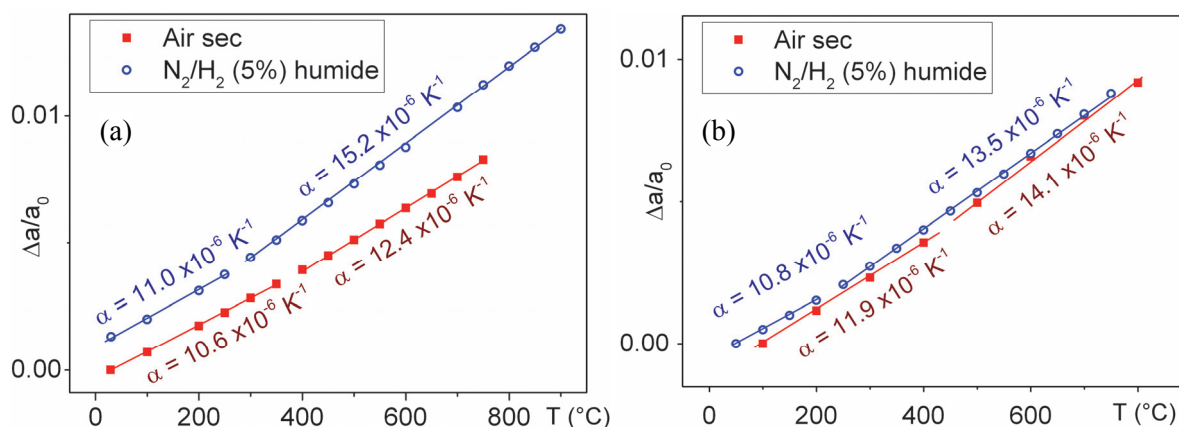 Air sec
N₂/H₂ (5%) humide
(a)
0.01
0.00
Δa/a₀
α = 11.0 x10⁻⁶ K⁻¹
α = 15.2 x10⁻⁶ K⁻¹
α = 10.6 x10⁻⁶ K⁻¹
α = 12.4 x10⁻⁶ K⁻¹
0 200 400 600 800 T (°C)
Air sec
N₂/H₂ (5%) humide
(b)
0.01
0.00
Δa/a₀
α = 10.8 x10⁻⁶ K⁻¹
α = 13.5 x10⁻⁶ K⁻¹
α = 11.9 x10⁻⁶ K⁻¹
α = 14.1 x10⁻⁶ K⁻¹
0 200 400 600 T (°C)